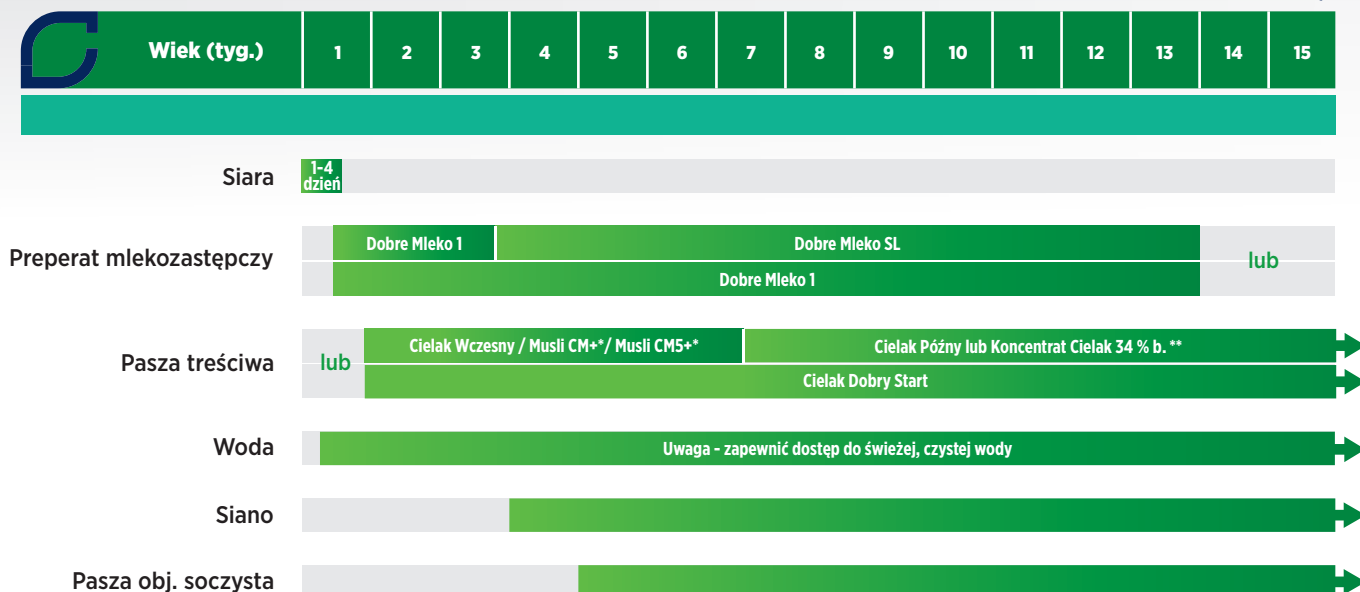 Wiek (tyg.) 1 2 3 4 5 6 7 8 9 10 11 12 13 14 15
Siara
1-4
dzień
Preperat mlekozastępczy
Dobre Mleko 1
Dobre Mleko SL
Dobre Mleko 1
lub
Pasza treściwa
lub
Cielak Wczesny / Musli CM+*/ Musli CM5+*
Cielak Późny lub Koncentrat Cielak 34 % b. **
Cielak Dobry Start
Woda
Uwaga - zapewnić dostęp do świeżej, czystej wody
Siano
Pasza obj. soczysta